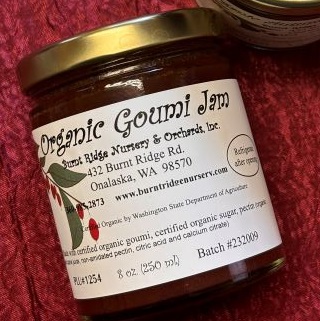 Organic Goumi Jam
Burnt Ridge Nursery & Orchards, Inc.
432 Burnt Ridge Rd.
Onalaska, WA 98570
www.burntridgenursery.com
Refrigerate
after opening
2873
Organic by Washington State Department of Agriculture
with certified organic goumi, certified organic sugar, pectin
pectin, citric acid and calcium citrate)
PLU#1254
8 oz. (250 ml)
Batch #232009